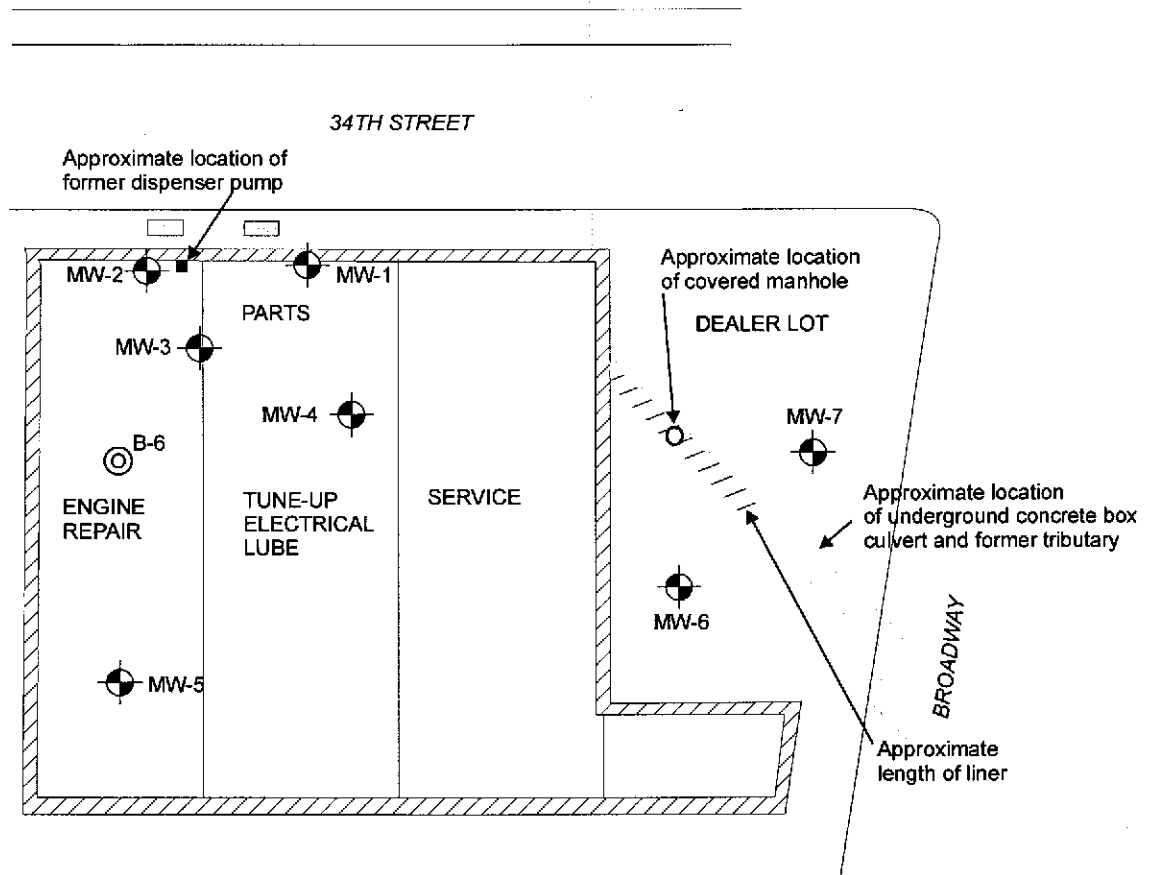 34TH STREET
Approximate location of
former dispenser pump
MW-2
MW-1
Approximate location
of covered manhole
PARTS
DEALER LOT
MW-3
MW-4
MW-7
B-6
ENGINE
REPAIR
TUNE-UP
ELECTRICAL
LUBE
SERVICE
Approximate location
of underground concrete box
culvert and former tributary
MW-6
BROADWAY
MW-5
Approximate
length of liner